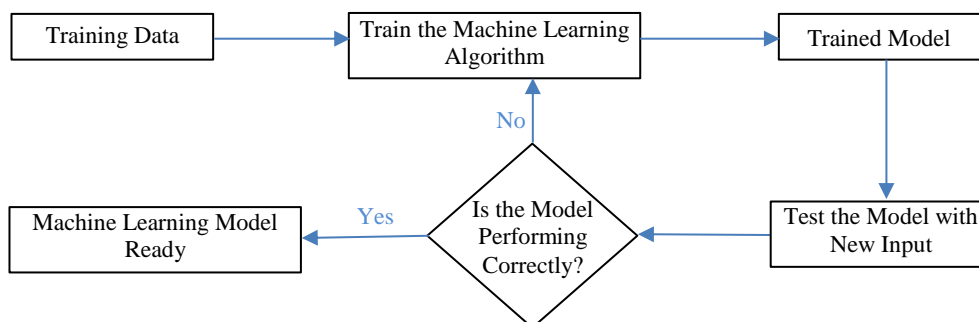 Training Data
Train the Machine Learning
Algorithm
Trained Model
No
Machine Learning Model
Ready
Yes
Is the Model
Performing
Correctly?
Test the Model with
New Input